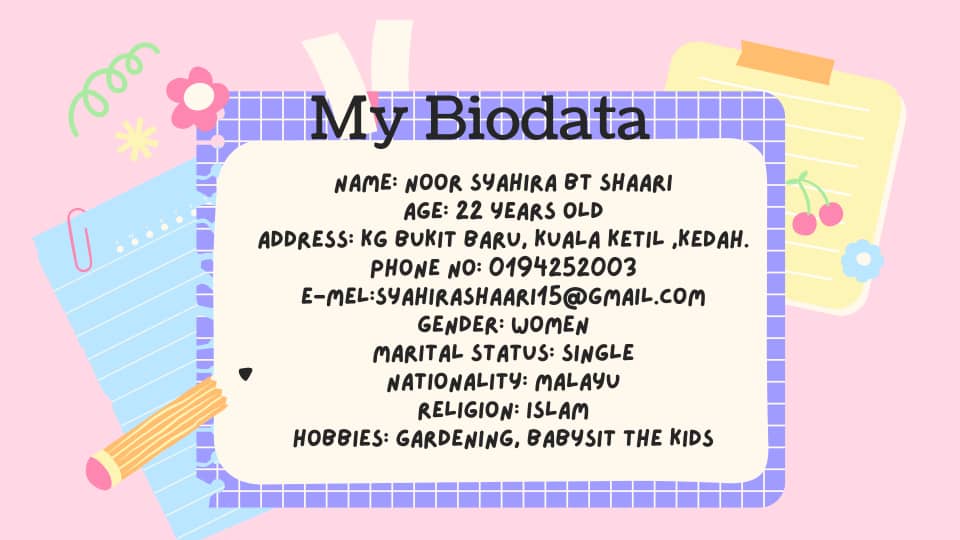 My Biodata
NAME: NOOR SYAHIRA BT SHAARI
AGE: 22 YEARS OLD
ADDRESS: KG BUKIT BARU, KUALA KETIL ,KEDAH.
PHONE NO: 0194252003
E-MEL:SYAHIRASHAARI15@GMAIL.COM
GENDER: WOMEN
MARITAL STATUS: SINGLE
NATIONALITY: MALAYU
RELIGION: ISLAM
HOBBIES: GARDENING, BABYSIT THE KIDS